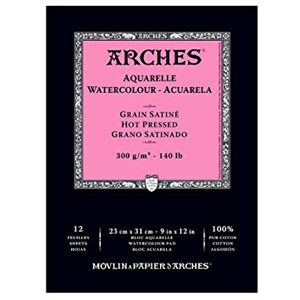 ARCHES®
AQUARELLE
WATERCOLOUR - ACUARELA
GRAIN SATINÉ
HOT PRESSED
GRANO SATINADO
300 g/m² - 140 lb
12
FEUILLES
SHEETS
HOJAS
23 cm x 31 cm - 9 in x 12 in
BLOC AQUARELLE
WATERCOLOUR PAD
BLOC ACUARELA
100%
PUR COTON
COTTON
ALGODÓN
MOVLIN À PAPIER D'ARCHES®